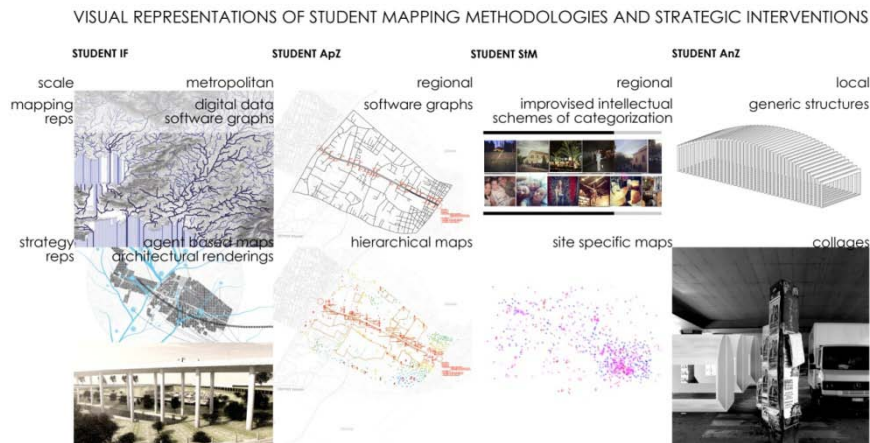 VISUAL REPRESENTATIONS OF STUDENT MAPPING METHODOLOGIES AND STRATEGIC INTERVENTIONS
STUDENT IF STUDENT ApZ STUDENT StM STUDENT AnZ
scale metropolitan regional regional local
mapping digital data software graphs improvised intellectual generic structures
reps software graphs schemes of categorization
strategy agent based maps hierarchical maps site specific maps collages
reps architectural renderings